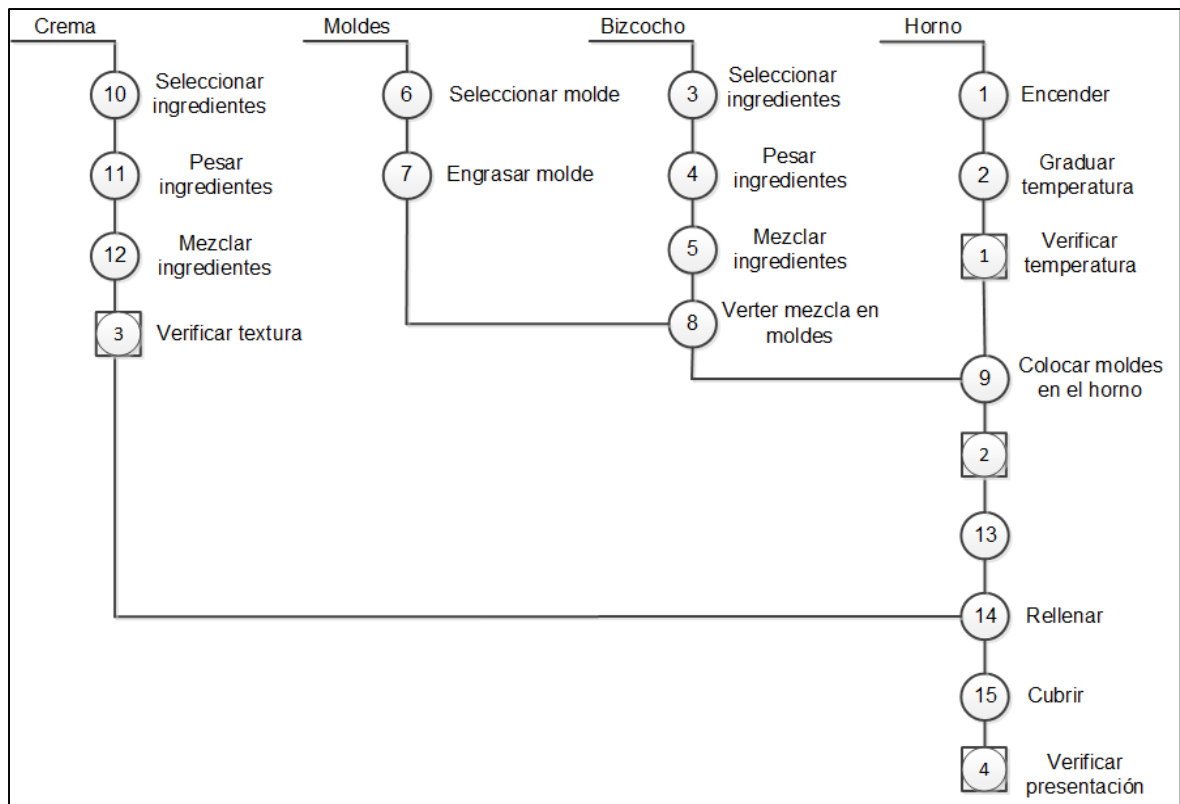 Crema
Moldes
Bizcocho
Horno
10
Seleccionar
ingredientes
6
Seleccionar molde
3
Seleccionar
ingredientes
1
Encender
11
Pesar
ingredientes
7
Engrasar molde
4
Pesar
ingredientes
2
Graduar
temperatura
12
Mezclar
ingredientes
5
Mezclar
ingredientes
1
Verificar
temperatura
3
Verificar textura
8
Verter mezcla en
moldes
9
Colocar moldes
en el horno
2
13
14
Rellenar
15
Cubrir
4
Verificar
presentación